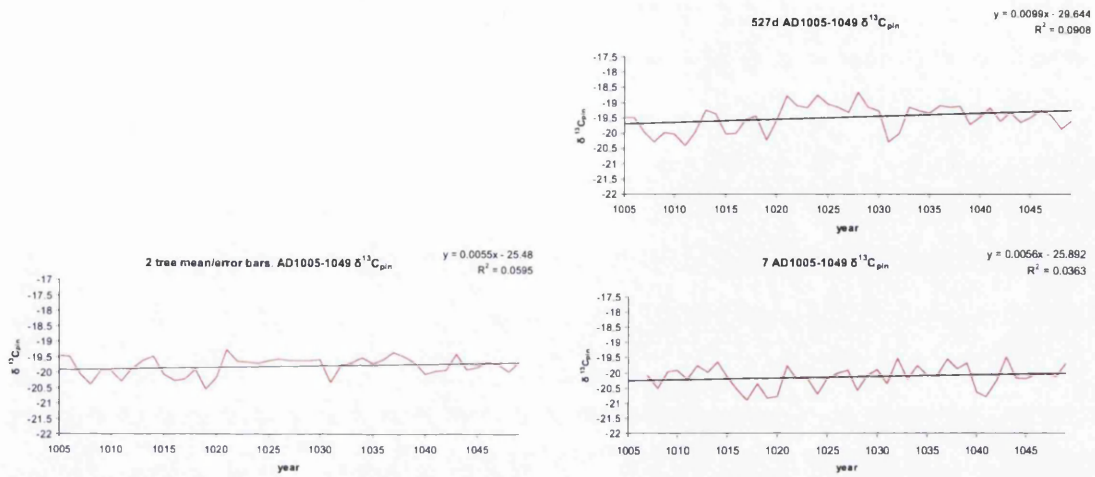 527d AD1005-1049 δ¹³Cpin
y = 0.0099x - 29.644
R² = 0.0908
-17.5
-18
-18.5
-19
-19.5
-20
-20.5
-21
-21.5
-22
δ ¹³Cpin
1005 1010 1015 1020 1025 1030 1035 1040 1045
year
2 tree mean/error bars. AD1005-1049 δ¹³Cpin
y = 0.0055x - 25.48
R² = 0.0595
-17
-17.5
-18
-18.5
-19
-19.5
-20
-20.5
-21
-21.5
-22
δ ¹³Cpin
1005 1010 1015 1020 1025 1030 1035 1040 1045
year
7 AD1005-1049 δ¹³Cpin
y = 0.0056x - 25.892
R² = 0.0363
-17.5
-18
-18.5
-19
-19.5
-20
-20.5
-21
-21.5
-22
δ ¹³Cpin
1005 1010 1015 1020 1025 1030 1035 1040 1045
year